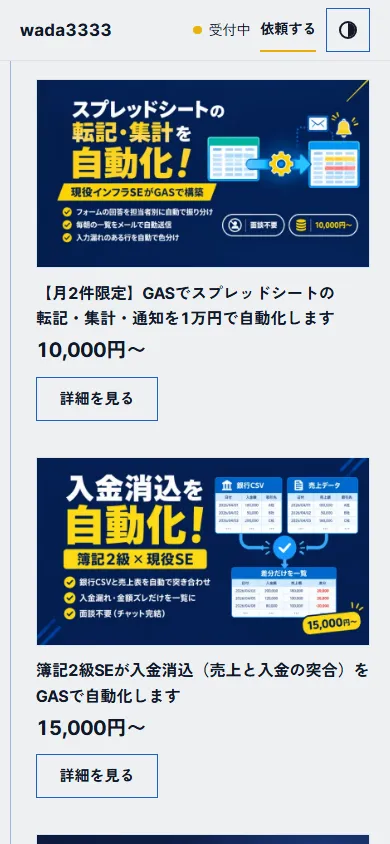 wada3333
受付中
依頼する
スプレッドシートの
転記・集計を
自動化!
現役インフラSEがGASで構築
フォームの回答を担当者別に自動で振り分け
毎朝の一覧をメールで自動送信
入力漏れのある行を自動で色分け
面談不要
10,000円〜
【月2件限定】GASでスプレッドシートの
転記・集計・通知を1万円で自動化します
10,000円〜
詳細を見る
入金消込を
自動化!
簿記2級×現役SE
銀行CSVと売上表を自動で突き合わせ
入金漏れ・金額ズレだけを一覧に
面談不要(チャット完結)
銀行CSV
売上データ
差分だけを一覧
15,000円〜
簿記2級SEが入金消込（売上と入金の突合）を
GASで自動化します
15,000円〜
詳細を見る